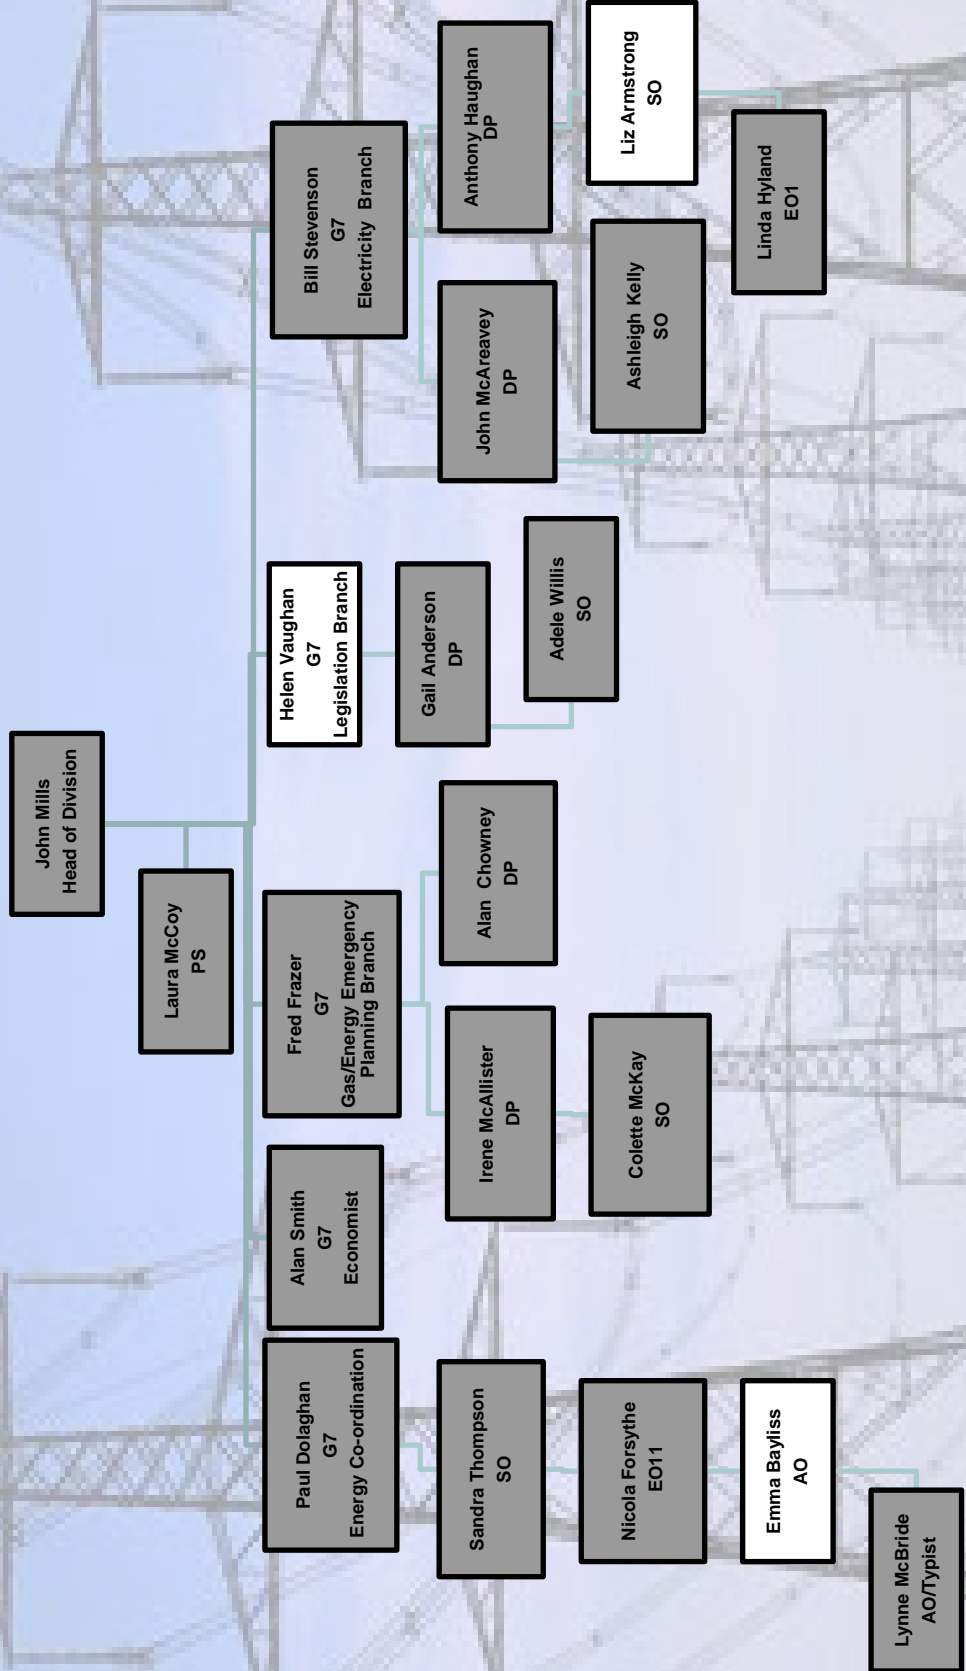 John Mills
Head of Division
Laura McCoy
PS
Paul Dolaghan
G7
Energy Co-ordination
Alan Smith
G7
Economist
Fred Frazer
G7
Gas/Energy Emergency
Planning Branch
Helen Vaughan
G7
Legislation Branch
Bill Stevenson
G7
Electricity Branch
Sandra Thompson
SO
Irene McAllister
DP
Alan Chowney
DP
Gail Anderson
DP
John McAreavey
DP
Anthony Haughan
DP
Nicola Forsythe
EO11
Colette McKay
SO
Adele Willis
SO
Ashleigh Kelly
SO
Liz Armstrong
SO
Emma Bayliss
AO
Linda Hyland
EO1
Lynne McBride
AO/Typist